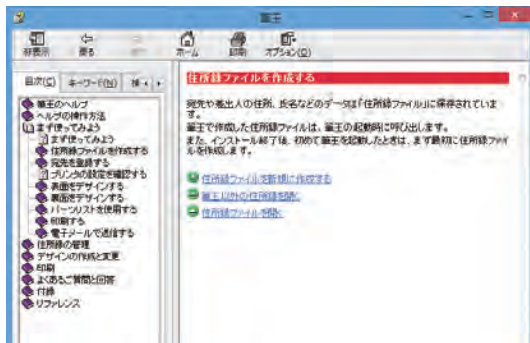 筆王
非表示 戻る ホーム 印刷 オプション(O)
目次(C) キーワード(N)
筆王のヘルプ
ヘルプの操作方法
まず使ってみよう
まず使ってみよう
住所録ファイルを作成する
宛先を登録する
プリンタの設定を確認する
表面をデザインする
裏面をデザインする
パーツリストを使用する
印刷する
電子メールで送信する
住所録の管理
デザインの作成と変更
印刷
よくあるご質問と回答
付録
リファレンス
住所録ファイルを作成する
宛先や差出人の住所、氏名などのデータは「住所録ファイル」に保存されていま
す。
筆王で作成した住所録ファイルは、筆王の起動時に呼び出します。
また、インストール終了後、初めて筆王を起動したときは、まず最初に住所録ファイ
ルを作成します。
住所録ファイルを新規に作成する
筆王以外の住所録を開く
住所録ファイルを開く